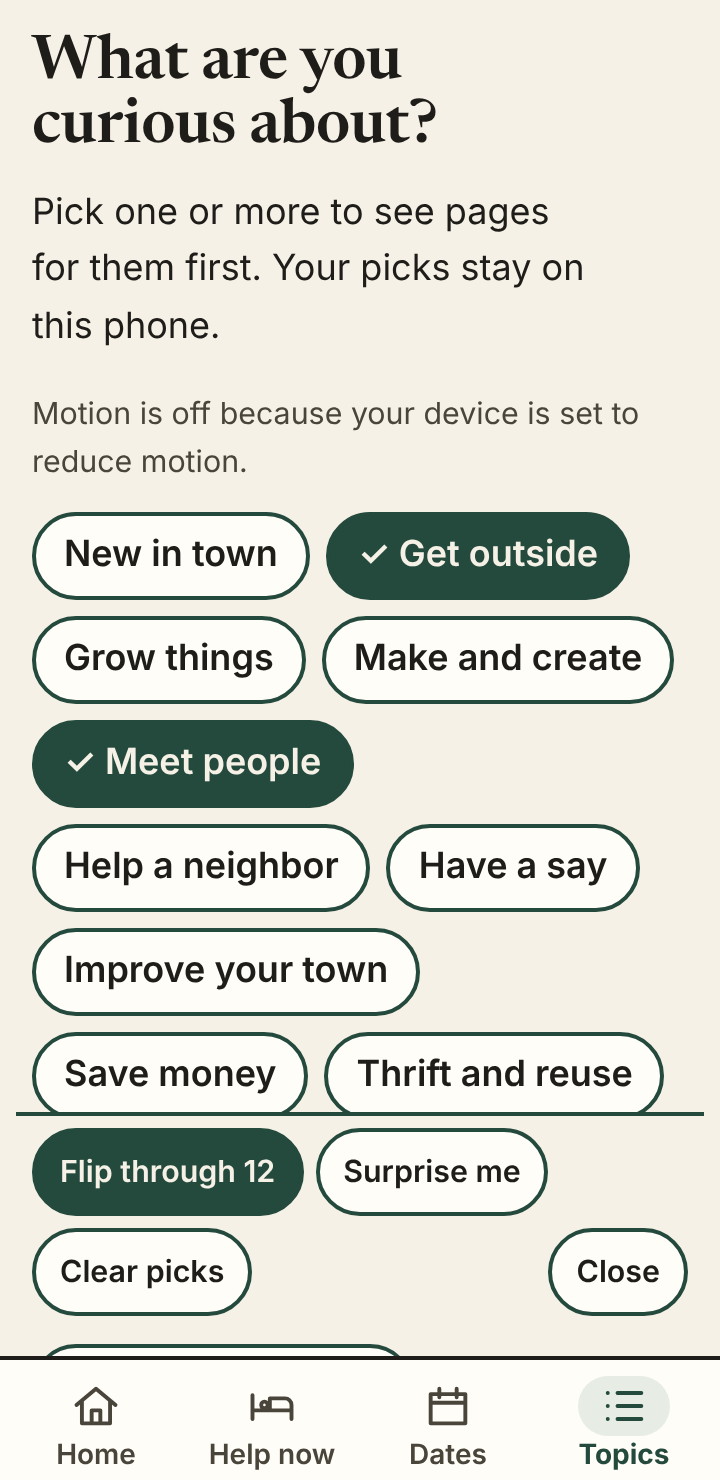 What are you
curious about?
Pick one or more to see pages
for them first. Your picks stay on
this phone.
Motion is off because your device is set to
reduce motion.
New in town
✓ Get outside
Grow things
Make and create
✓ Meet people
Help a neighbor
Have a say
Improve your town
Save money
Thrift and reuse
Flip through 12
Surprise me
Clear picks
Close
Home
Help now
Dates
Topics